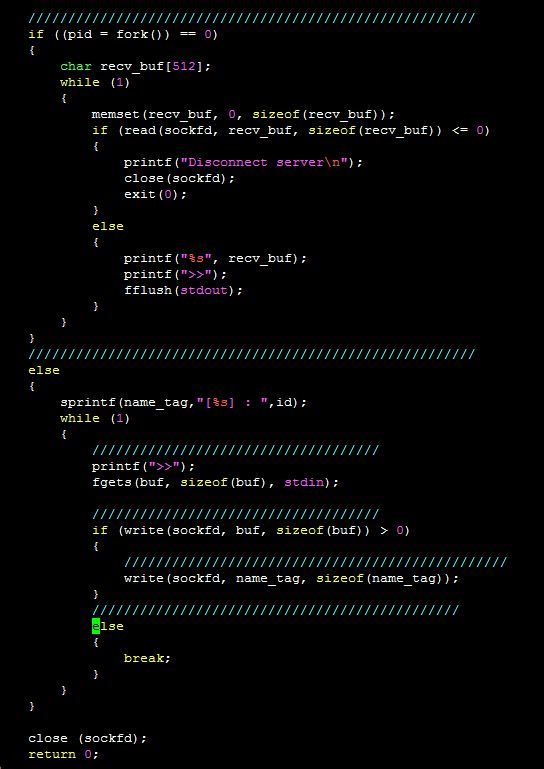 ////////////////////////////////////////////////////////
if ((pid = fork()) == 0)
{
    char recv_buf[512];
    while (1)
    {
        memset(recv_buf, 0, sizeof(recv_buf));
        if (read(sockfd, recv_buf, sizeof(recv_buf)) <= 0)
        {
            printf("Disconnect server\n");
            close(sockfd);
            exit(0);
        }
        else
        {
            printf("%s", recv_buf);
            printf(">>");
            fflush(stdout);
        }
    }
}
////////////////////////////////////////////////////////
else
{
    sprintf(name_tag,"[%s] : ",id);
    while (1)
    {
        ////////////////////////////////////
        printf(">>");
        fgets(buf, sizeof(buf), stdin);

        ////////////////////////////////////
        if (write(sockfd, buf, sizeof(buf)) > 0)
        {
            ////////////////////////////////////////////////
            write(sockfd, name_tag, sizeof(name_tag));
        }
        //////////////////////////////////////////////
        else
        {
            break;
        }
    }
}

close (sockfd);
return 0;